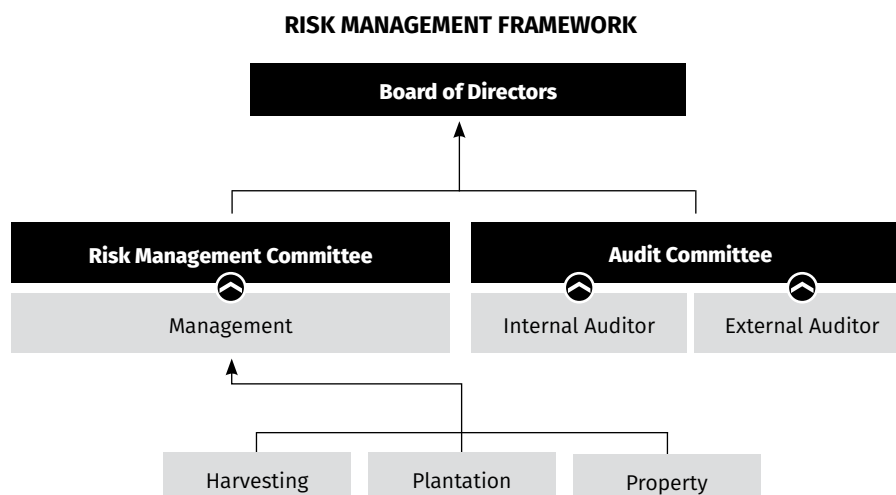 RISK MANAGEMENT FRAMEWORK
Board of Directors
Risk Management Committee
Audit Committee
Management
Internal Auditor
External Auditor
Harvesting
Plantation
Property